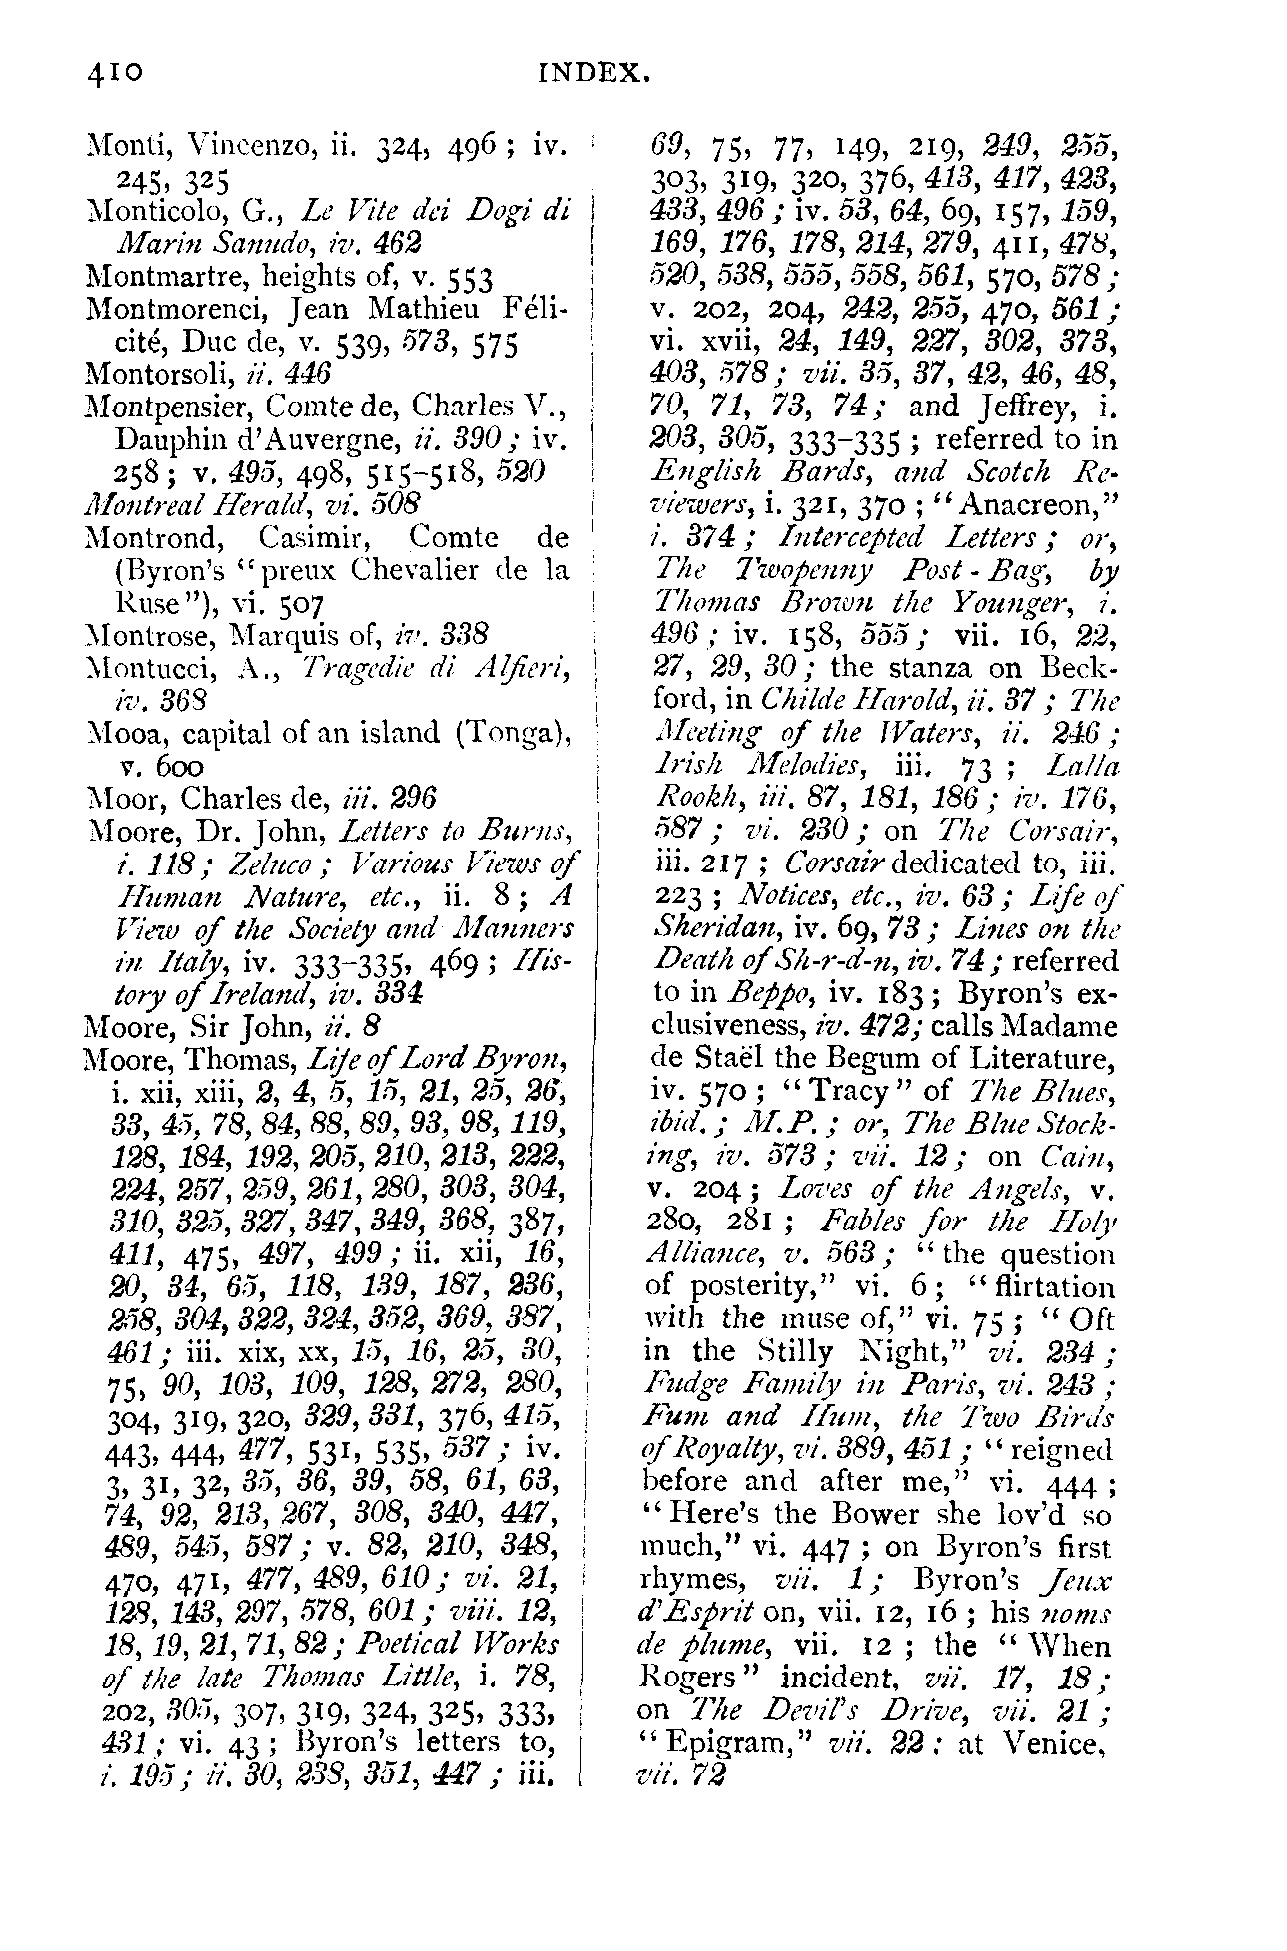 410 INDEX.
Monti, Vincenzo, ii. 324, 496 ; iv.
245, 325
Monticolo, G., Le Vite dei Dogi di
Marin Sanudo, iv. 462
Montmartre, heights of, v. 553
Montmorenci, Jean Mathieu Féli-
cité, Duc de, v. 539, 573, 575
Montorsoli, ii. 446
Montpensier, Comte de, Charles V.,
Dauphin d'Auvergne, ii. 390 ; iv.
258 ; v. 495, 498, 515–518, 520
Montreal Herald, vi. 508
Montrond, Casimir, Comte de
(Byron's "preux Chevalier de la
Ruse"), vi. 507
Montrose, Marquis of, iv. 338
Montucci, A., Tragedie di Alfieri,
iv. 368
Mooa, capital of an island (Tonga),
v. 600
Moor, Charles de, iii. 296
Moore, Dr. John, Letters to Burns,
i. 118 ; Zeluco ; Various Views of
Human Nature, etc., ii. 8 ; A
View of the Society and Manners
in Italy, iv. 333–335, 469 ; His-
tory of Ireland, iv. 334
Moore, Sir John, ii. 8
Moore, Thomas, Life of Lord Byron,
i. xii, xiii, 2, 4, 5, 15, 21, 25, 26,
33, 45, 78, 84, 88, 89, 93, 98, 119,
128, 184, 192, 205, 210, 213, 222,
224, 257, 259, 261, 280, 303, 304,
310, 325, 327, 347, 349, 368, 387,
411, 475, 497, 499 ; ii. xii, 16,
20, 34, 65, 118, 139, 187, 236,
258, 304, 322, 324, 352, 369, 387,
461 ; iii. xix, xx, 15, 16, 25, 30,
75, 90, 103, 109, 128, 272, 280,
304, 319, 320, 329, 331, 376, 415,
443, 444, 477, 531, 535, 537 ; iv.
3, 31, 32, 35, 36, 39, 58, 61, 63,
74, 92, 213, 267, 308, 340, 447,
489, 545, 587 ; v. 82, 210, 348,
470, 471, 477, 489, 610 ; vi. 21,
128, 143, 297, 578, 601 ; viii. 12,
18, 19, 21, 71, 82 ; Poetical Works
of the late Thomas Little, i. 78,
202, 305, 307, 319, 324, 325, 333,
431 ; vi. 43 ; Byron's letters to,
i. 195 ; ii. 30, 238, 351, 447 ; iii.
69, 75, 77, 149, 219, 249, 255,
303, 319, 320, 376, 413, 417, 423,
433, 496 ; iv. 53, 64, 69, 157, 159,
169, 176, 178, 214, 279, 411, 478,
520, 538, 555, 558, 561, 570, 578 ;
v. 202, 204, 242, 255, 470, 561 ;
vi. xvii, 24, 149, 227, 302, 373,
403, 578 ; vii. 35, 37, 42, 46, 48,
70, 71, 73, 74 ; and Jeffrey, i.
203, 305, 333–335 ; referred to in
English Bards, and Scotch Re-
viewers, i. 321, 370 ; "Anacreon,"
i. 374 ; Intercepted Letters ; or,
The Twopenny Post-Bag, by
Thomas Brown the Younger, i.
496 ; iv. 158, 555 ; vii. 16, 22,
27, 29, 30 ; the stanza on Beck-
ford, in Childe Harold, ii. 37 ; The
Meeting of the Waters, ii. 246 ;
Irish Melodies, iii. 73 ; Lalla
Rookh, iii. 87, 181, 186 ; iv. 176,
587 ; vi. 230 ; on The Corsair,
iii. 217 ; Corsair dedicated to, iii.
223 ; Notices, etc., iv. 63 ; Life of
Sheridan, iv. 69, 73 ; Lines on the
Death of Sh-r-d-n, iv. 74 ; referred
to in Beppo, iv. 183 ; Byron's ex-
clusiveness, iv. 472 ; calls Madame
de Staël the Begum of Literature,
iv. 570 ; "Tracy" of The Blues,
ibid. ; M.P. ; or, The Blue Stock-
ing, iv. 573 ; vii. 12 ; on Cain,
v. 204 ; Loves of the Angels, v.
280, 281 ; Fables for the Holy
Alliance, v. 563 ; "the question
of posterity," vi. 6 ; "flirtation
with the muse of," vi. 75 ; "Oft
in the Stilly Night," vi. 234 ;
Fudge Family in Paris, vi. 243 ;
Fum and Hum, the Two Birds
of Royalty, vi. 389, 451 ; "reigned
before and after me," vi. 444 ;
"Here's the Bower she lov'd so
much," vi. 447 ; on Byron's first
rhymes, vii. 1 ; Byron's Jeux
d'Esprit on, vii. 12, 16 ; his noms
de plume, vii. 12 ; the "When
Rogers" incident, vii. 17, 18 ;
on The Devil's Drive, vii. 21 ;
"Epigram," vii. 22 : at Venice,
vii. 72